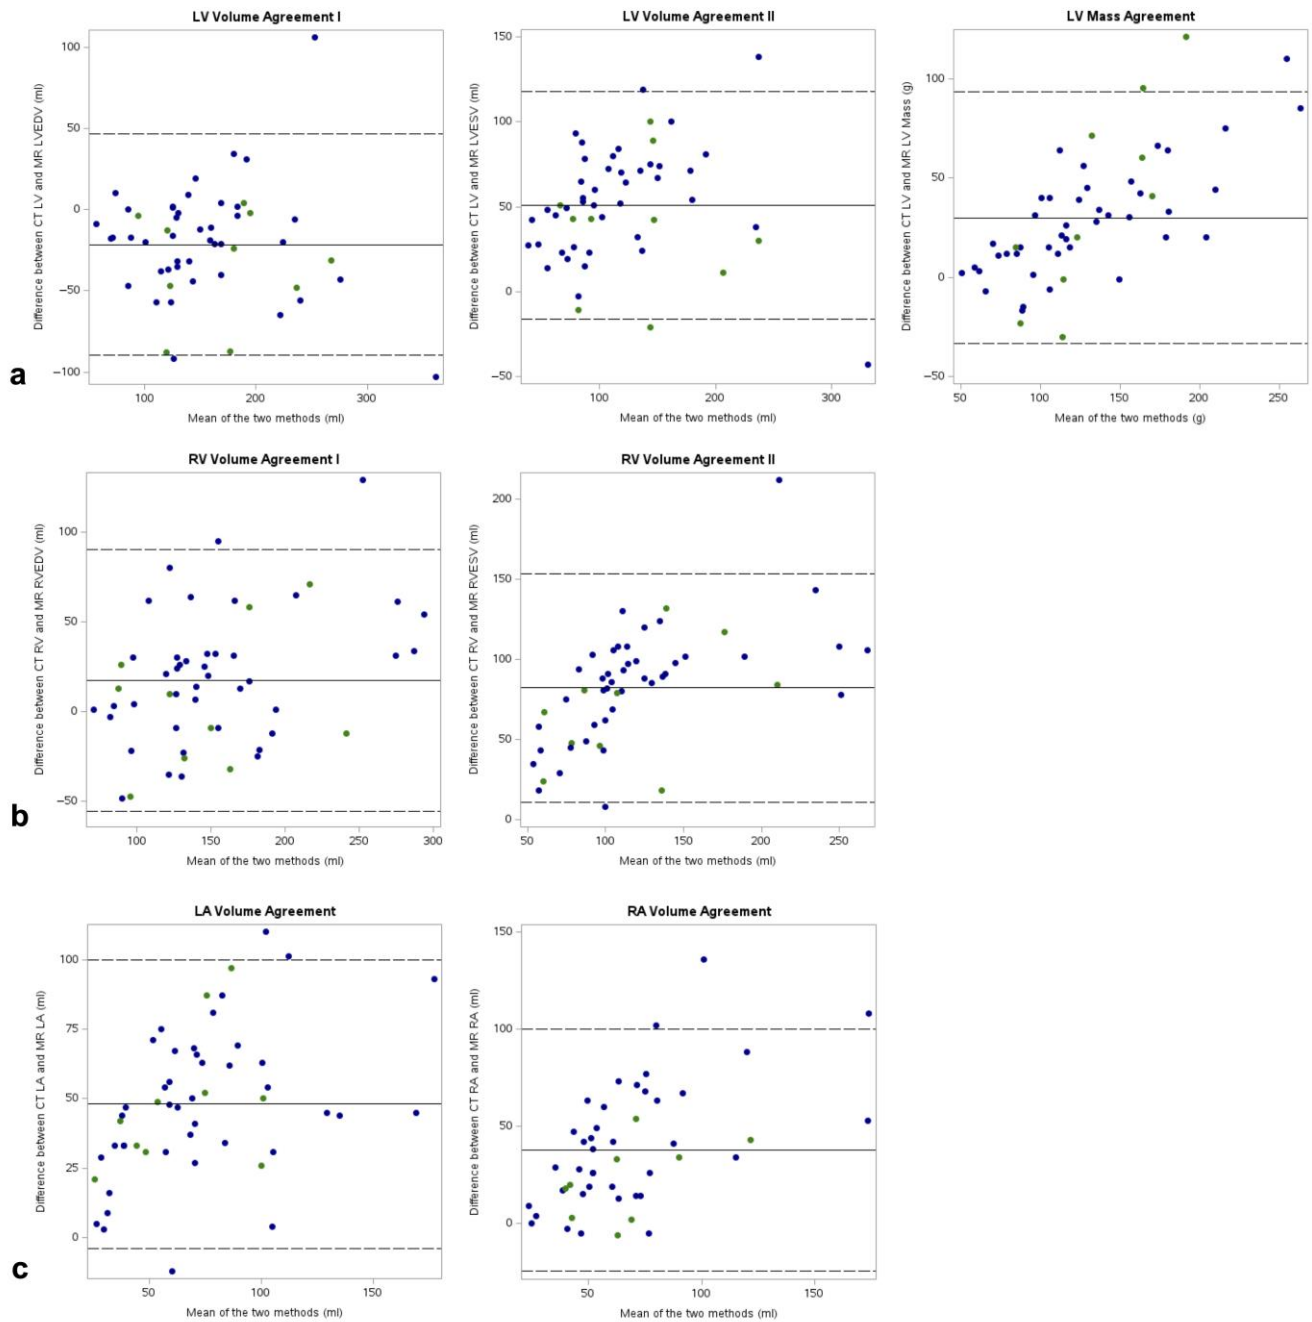 LV Volume Agreement I
Difference between CT LV and MR LVEDV (ml)
100
50
0
−50
−100
100 200 300
Mean of the two methods (ml)
LV Volume Agreement II
Difference between CT LV and MR LVESV (ml)
150
100
50
0
−50
100 200 300
Mean of the two methods (ml)
LV Mass Agreement
Difference between CT LV and MR LV Mass (g)
100
50
0
−50
50 100 150 200 250
Mean of the two methods (g)
a
RV Volume Agreement I
Difference between CT RV and MR RVEDV (ml)
100
50
0
−50
100 150 200 250 300
Mean of the two methods (ml)
RV Volume Agreement II
Difference between CT RV and MR RVESV (ml)
200
150
100
50
0
50 100 150 200 250
Mean of the two methods (ml)
b
LA Volume Agreement
Difference between CT LA and MR LA (ml)
100
75
50
25
0
50 100 150
Mean of the two methods (ml)
RA Volume Agreement
Difference between CT RA and MR RA (ml)
150
100
50
0
50 100 150
Mean of the two methods (ml)
c